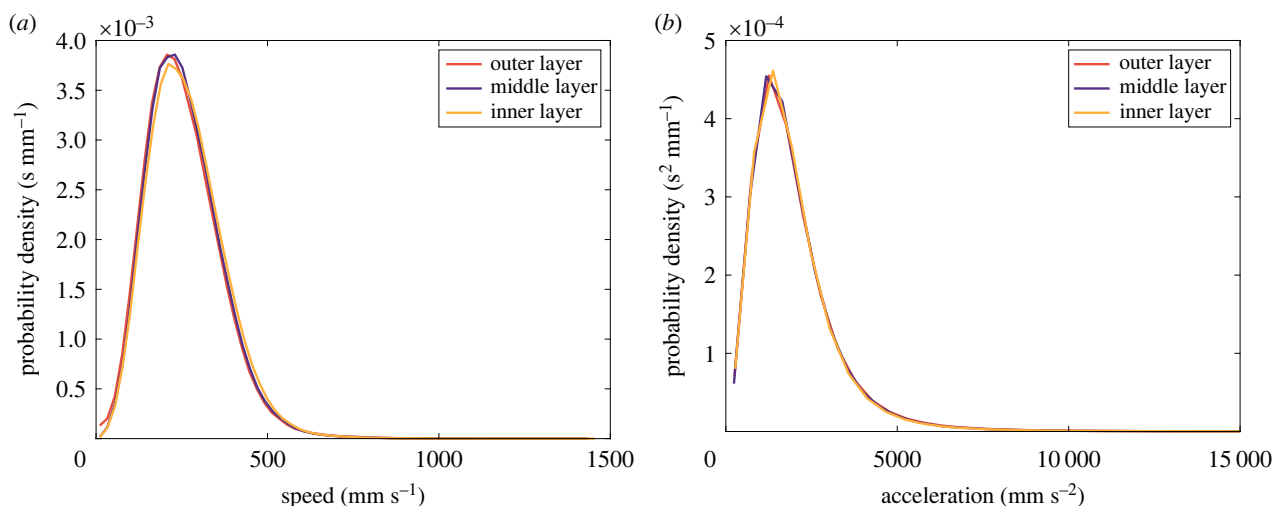 (a)
×10⁻³
4.0
3.5
3.0
2.5
2.0
1.5
1.0
0.5
0
500
1000
1500
probability density (s mm⁻¹)
speed (mm s⁻¹)
outer layer
middle layer
inner layer
(b)
×10⁻⁴
5
4
3
2
1
0
5000
10 000
15 000
probability density (s² mm⁻¹)
acceleration (mm s⁻²)
outer layer
middle layer
inner layer